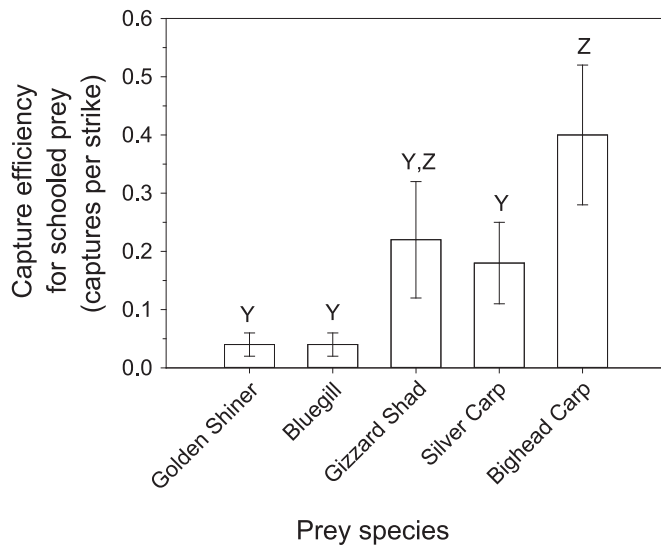 Capture efficiency
for schooled prey
(captures per strike)
0.6
0.5
0.4
0.3
0.2
0.1
0.0
Y
Y
Y,Z
Y
Z
Golden Shiner
Bluegill
Gizzard Shad
Silver Carp
Bighead Carp
Prey species